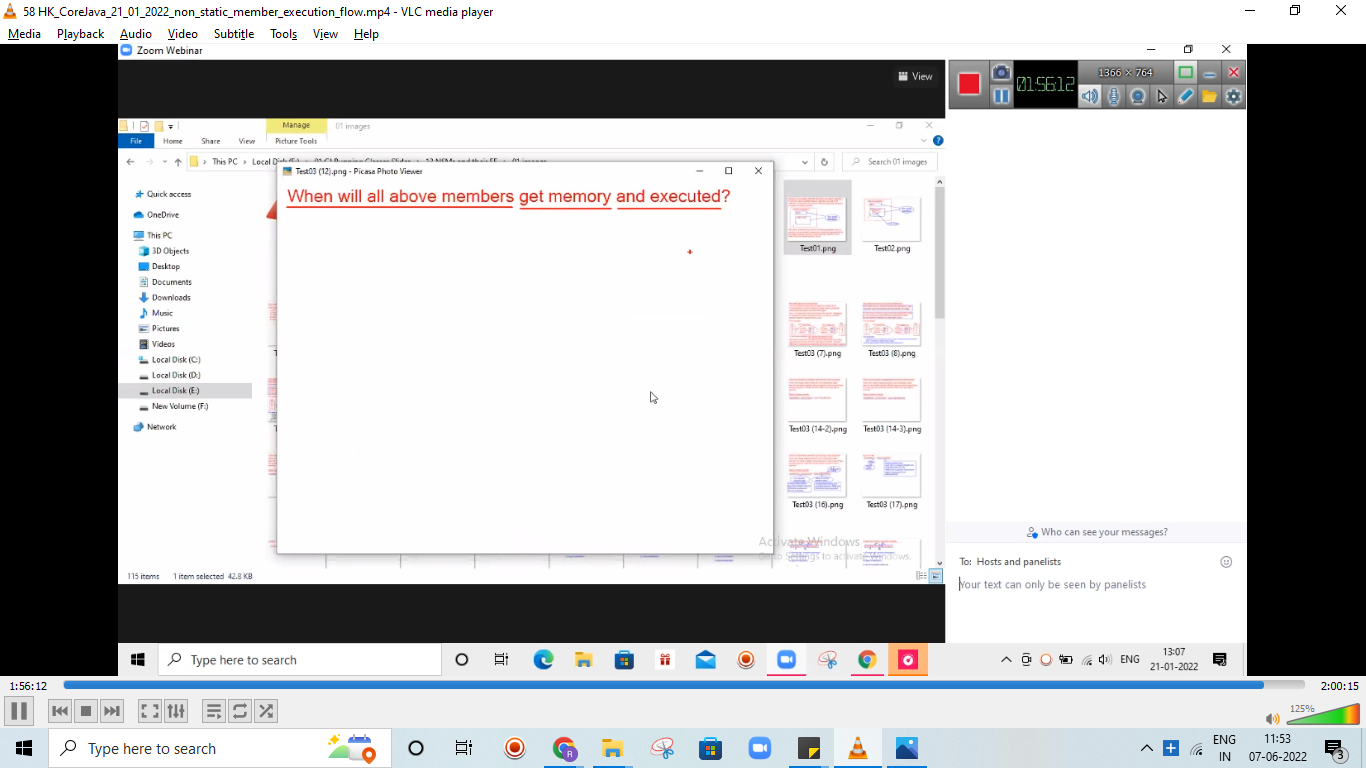 58 HK_CoreJava_21_01_2022_non_static_member_execution_flow.mp4 - VLC media player
Media Playback Audio Video Subtitle Tools View Help
Zoom Webinar
View
01:56:12
1366 × 764
Manage
01 images
File Home Share View Picture Tools
This PC
Search 01 images
Test03 (12).png - Picasa Photo Viewer
When will all above members get memory and executed?
Quick access
OneDrive
This PC
3D Objects
Desktop
Documents
Downloads
Music
Pictures
Videos
Local Disk (C:)
Local Disk (D:)
Local Disk (E:)
New Volume (F:)
Network
Test01.png Test02.png
Test03 (7).png Test03 (8).png
Test03 (14-2).png Test03 (14-3).png
Test03 (16).png Test03 (17).png
Activate Windows
Go to Settings to activate Windows.
115 items 1 item selected 42.8 KB
Who can see your messages?
To: Hosts and panelists
Your text can only be seen by panelists
Type here to search
ENG
13:07
21-01-2022
1:56:12
2:00:15
125%
Type here to search
ENG
IN
11:53
07-06-2022
3